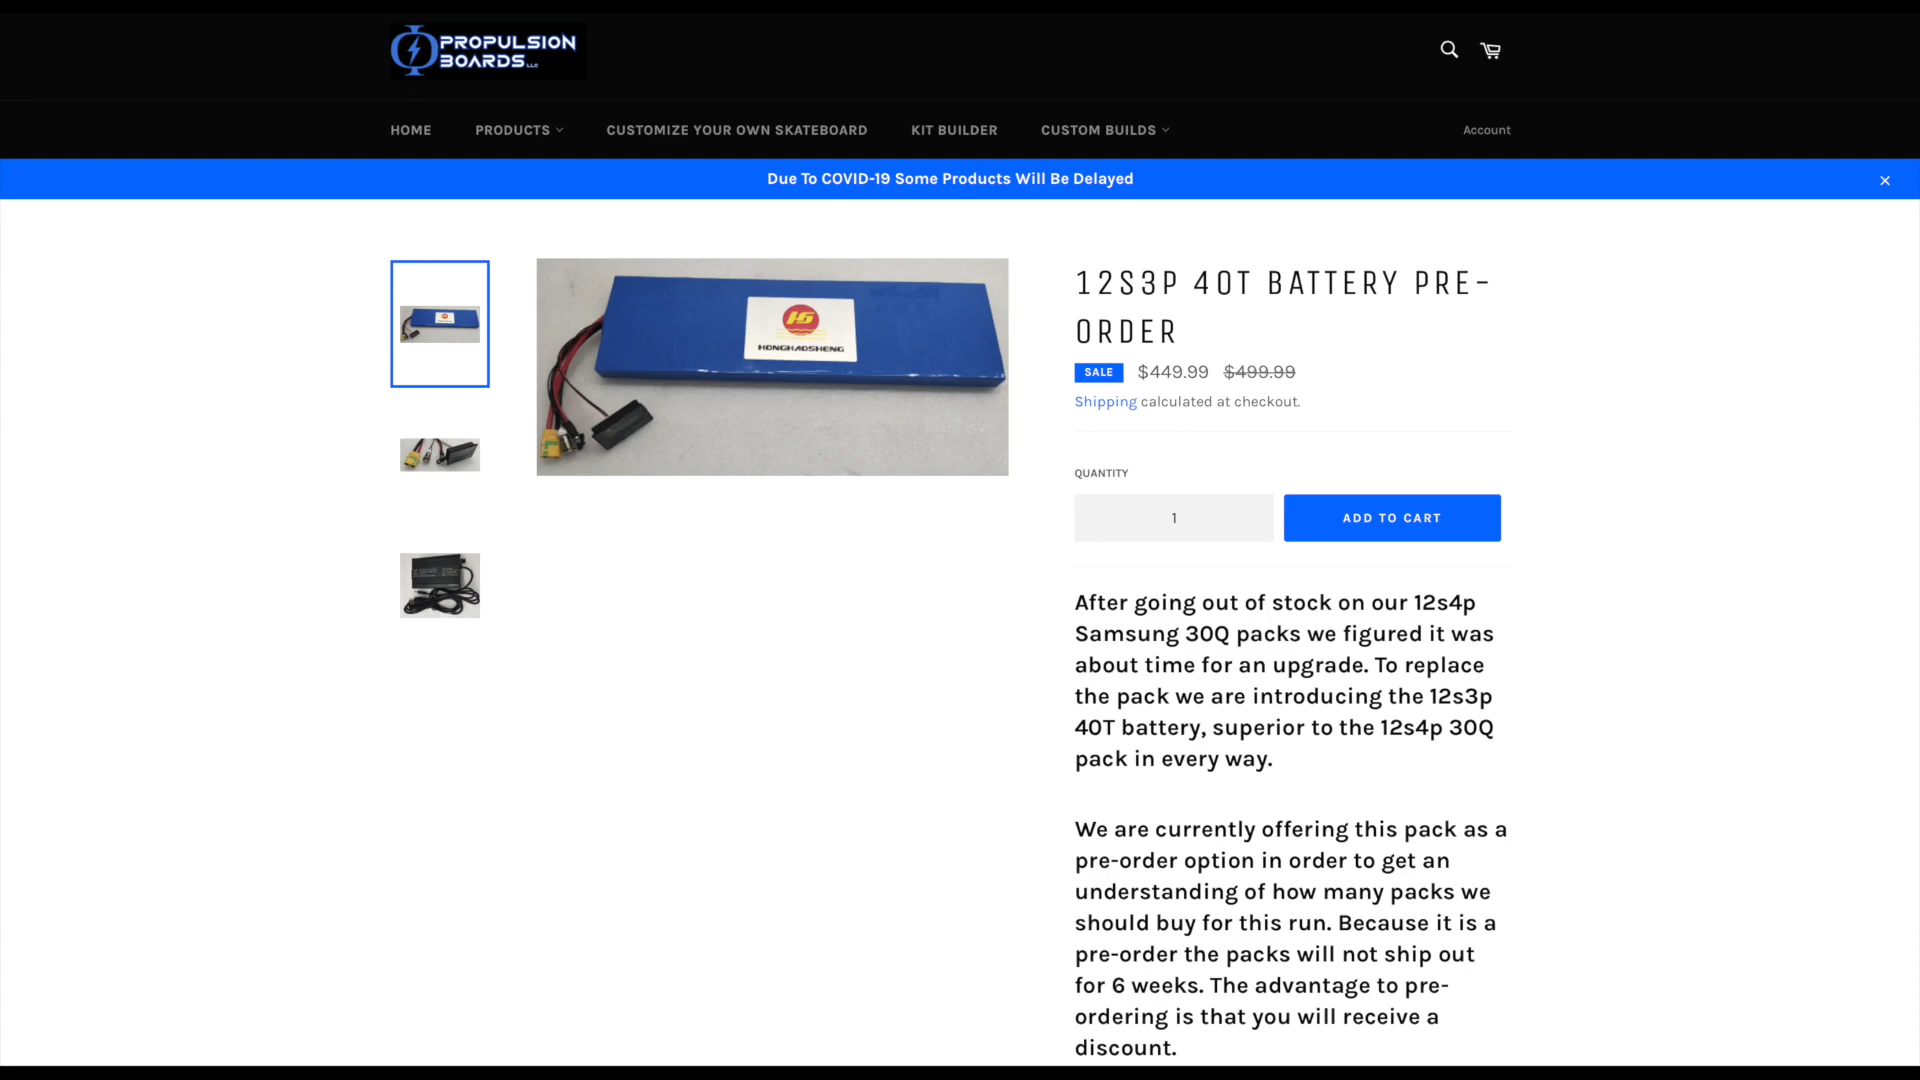 PROPULSION
BOARDS LLC
HOME
PRODUCTS
CUSTOMIZE YOUR OWN SKATEBOARD
KIT BUILDER
CUSTOM BUILDS
Account
Due To COVID-19 Some Products Will Be Delayed
HS
HONGHAOSHENG
12S3P 40T BATTERY PRE-
ORDER
SALE $449.99 $499.99
Shipping calculated at checkout.
QUANTITY
1
ADD TO CART
After going out of stock on our 12s4p
Samsung 30Q packs we figured it was
about time for an upgrade. To replace
the pack we are introducing the 12s3p
40T battery, superior to the 12s4p 30Q
pack in every way.
We are currently offering this pack as a
pre-order option in order to get an
understanding of how many packs we
should buy for this run. Because it is a
pre-order the packs will not ship out
for 6 weeks. The advantage to pre-
ordering is that you will receive a
discount.